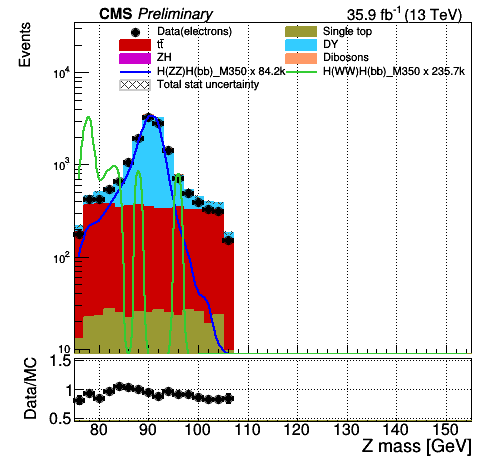 CMS Preliminary 35.9 fb⁻¹ (13 TeV)
Events
Data(electrons) Single top
tt̄ DY
ZH Dibosons
H(ZZ)H(bb)_M350 x 84.2k H(WW)H(bb)_M350 x 235.7k
Total stat uncertainty
10⁴
10³
10²
10
Data/MC
1.5
1
0.5
80 90 100 110 120 130 140 150
Z mass [GeV]